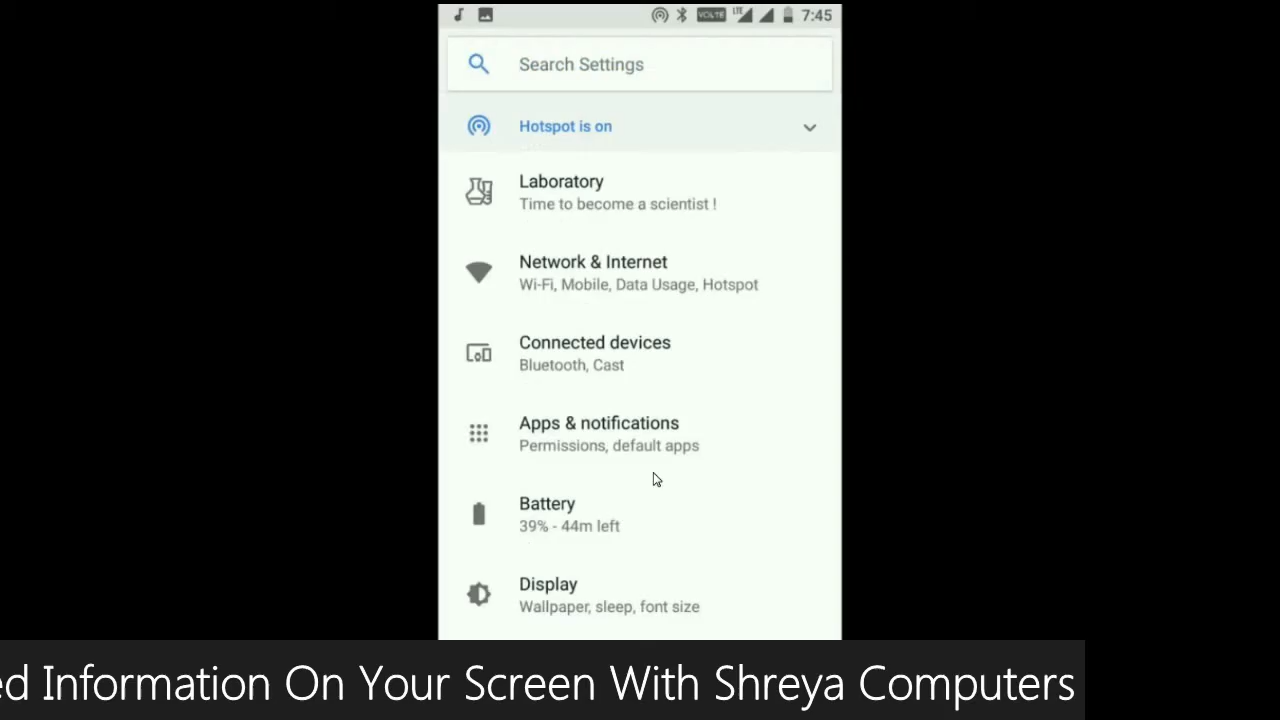 VOLTE LTE 7:45
Search Settings
Hotspot is on
Laboratory
Time to become a scientist !
Network & Internet
Wi-Fi, Mobile, Data Usage, Hotspot
Connected devices
Bluetooth, Cast
Apps & notifications
Permissions, default apps
Battery
39% - 44m left
Display
Wallpaper, sleep, font size
ed Information On Your Screen With Shreya Computers